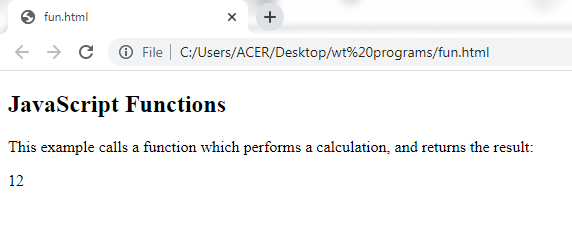 fun.html
File | C:/Users/ACER/Desktop/wt%20programs/fun.html
JavaScript Functions
This example calls a function which performs a calculation, and returns the result:
12